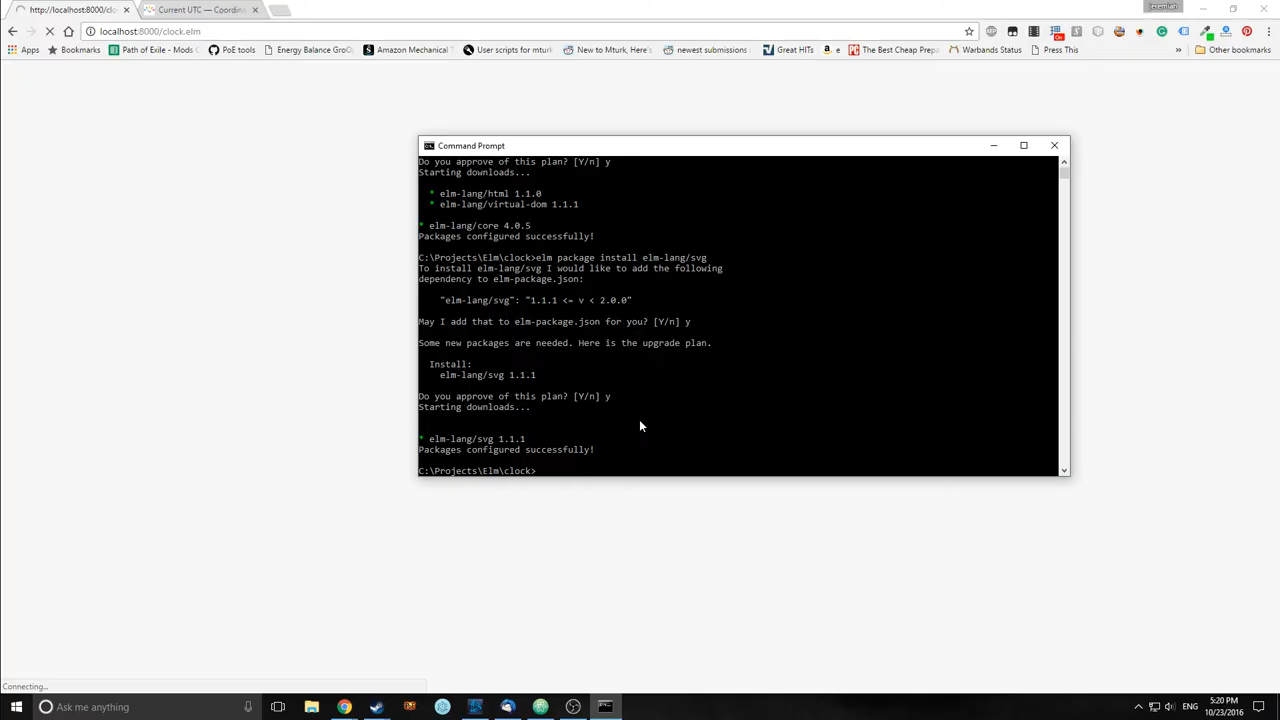 http://localhost:8000/clo
Current UTC — Coordina
jeremiah
localhost:8000/clock.elm
Apps
Bookmarks
Path of Exile - Mods
PoE tools
Energy Balance GroC
Amazon Mechanical T
User scripts for mturk
New to Mturk, Here's
newest submissions :
Great HITs
e
The Best Cheap Prepa
Warbands Status
Press This
»
Other bookmarks
Command Prompt
Do you approve of this plan? [Y/n] y
Starting downloads...
* elm-lang/html 1.1.0
* elm-lang/virtual-dom 1.1.1
* elm-lang/core 4.0.5
Packages configured successfully!
C:\Projects\Elm\clock>elm package install elm-lang/svg
To install elm-lang/svg I would like to add the following
dependency to elm-package.json:
"elm-lang/svg": "1.1.1 <= v < 2.0.0"
May I add that to elm-package.json for you? [Y/n] y
Some new packages are needed. Here is the upgrade plan.
Install:
elm-lang/svg 1.1.1
Do you approve of this plan? [Y/n] y
Starting downloads...
* elm-lang/svg 1.1.1
Packages configured successfully!
C:\Projects\Elm\clock>
Connecting...
Ask me anything
ENG
5:20 PM
10/23/2016